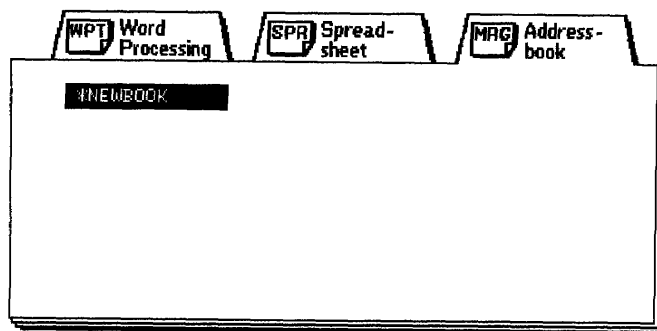 WPT Word
Processing
SPR Spread-
sheet
MRG Address-
book
*NEWBOOK